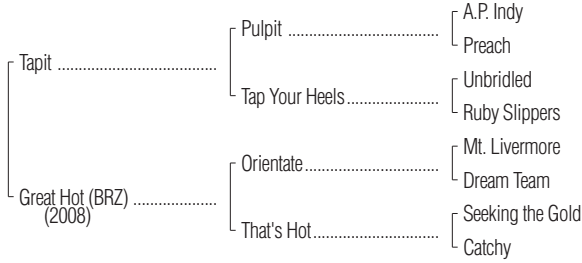 A.P. Indy
Pulpit
Preach
Tapit
Unbridled
Tap Your Heels
Ruby Slippers
Mt. Livermore
Orientate
Dream Team
Great Hot (BRZ)
(2008)
Seeking the Gold
That's Hot
Catchy